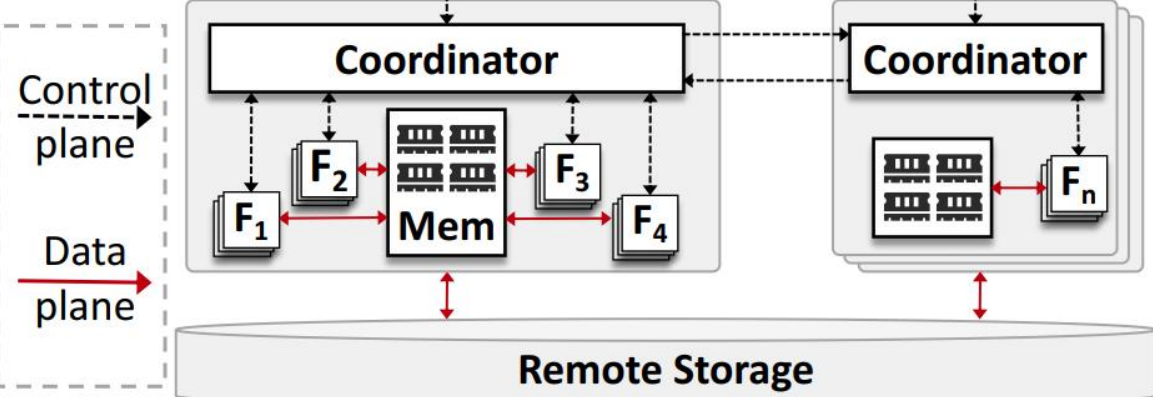 Control
plane
Data
plane
Coordinator
F₁
F₂
Mem
F₃
F₄
Coordinator
Fₙ
Remote Storage